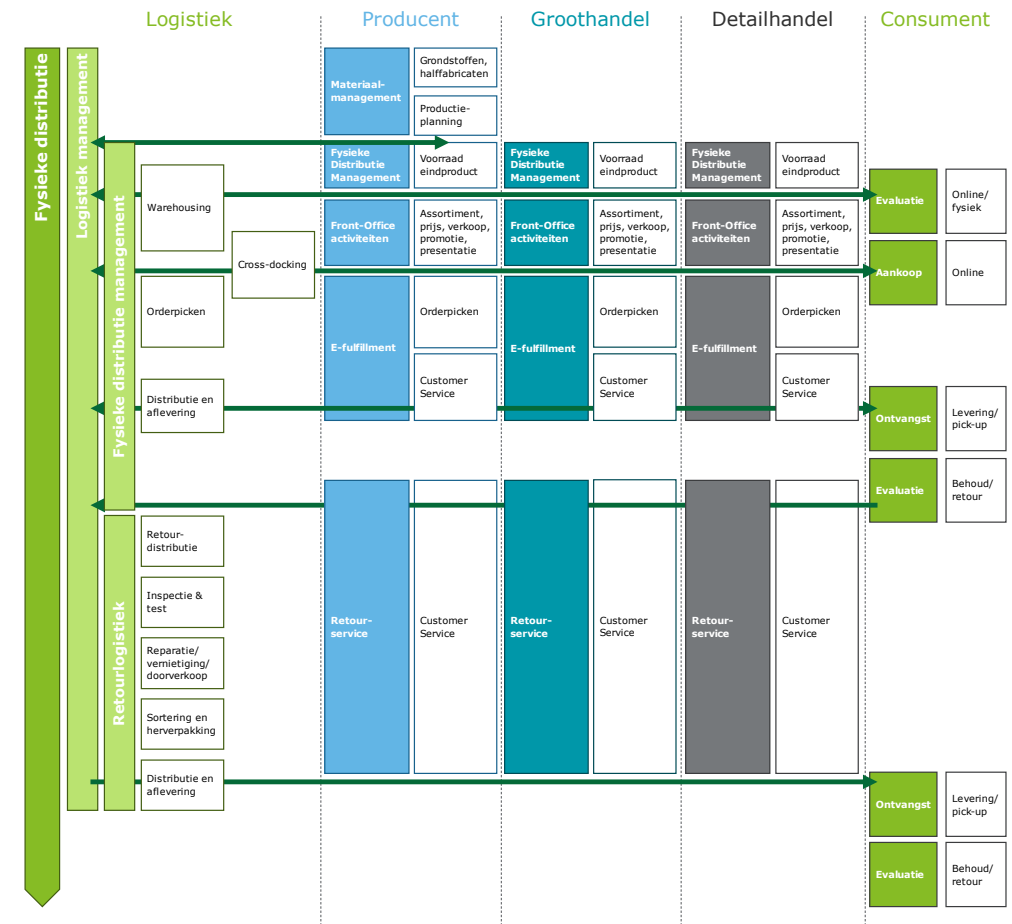 Logistiek
Producent
Groothandel
Detailhandel
Consument
Fysieke distributie
Logistiek management
Fysieke distributie management
Retourlogistiek
Warehousing
Cross-docking
Orderpicken
Distributie en
aflevering
Retour-
distributie
Inspectie &
test
Reparatie/
vernietiging/
doorverkoop
Sortering en
herverpakking
Distributie en
aflevering
Materiaal-
management
Grondstoffen,
halffabricaten
Productie-
planning
Fysieke
Distributie
Management
Voorraad
eindproduct
Front-Office
activiteiten
Assortiment,
prijs, verkoop,
promotie,
presentatie
E-fulfillment
Orderpicken
Customer
Service
Retour-
service
Customer
Service
Fysieke
Distributie
Management
Voorraad
eindproduct
Front-Office
activiteiten
Assortiment,
prijs, verkoop,
promotie,
presentatie
E-fulfillment
Orderpicken
Customer
Service
Retour-
service
Customer
Service
Fysieke
Distributie
Management
Voorraad
eindproduct
Front-Office
activiteiten
Assortiment,
prijs, verkoop,
promotie,
presentatie
E-fulfillment
Orderpicken
Customer
Service
Retour-
service
Customer
Service
Evaluatie
Online/
fysiek
Aankoop
Online
Ontvangst
Levering/
pick-up
Evaluatie
Behoud/
retour
Ontvangst
Levering/
pick-up
Evaluatie
Behoud/
retour